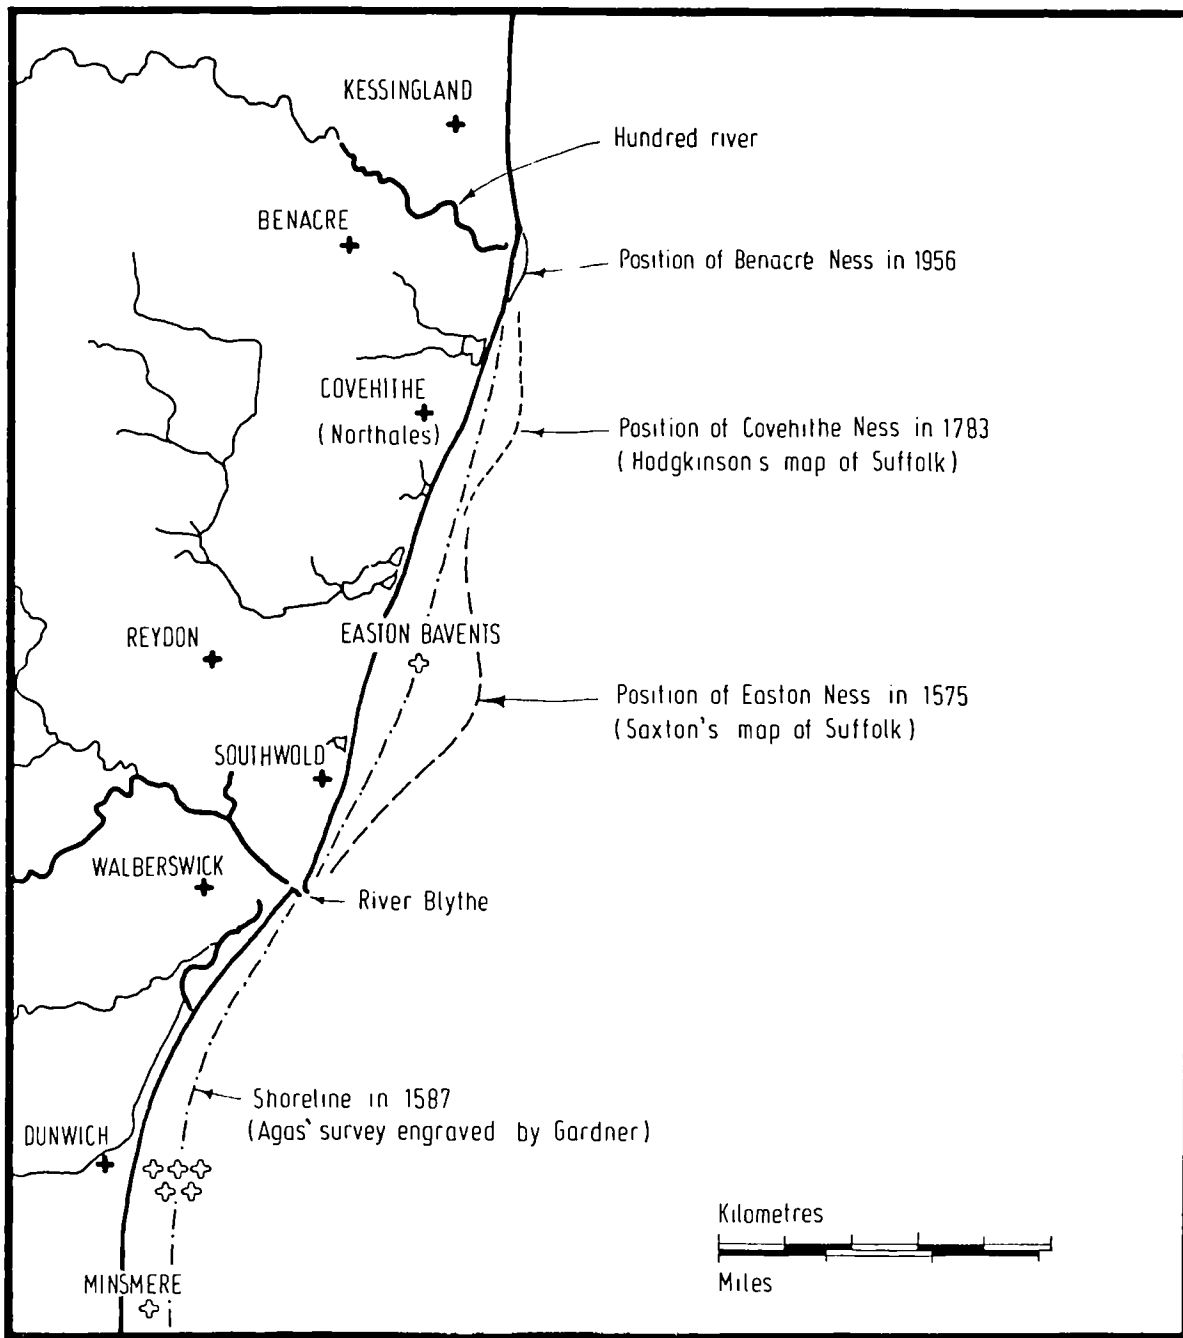 KESSINGLAND
Hundred river
BENACRE
Position of Benacre Ness in 1956
COVEHITHE
(Northales)
Position of Covehithe Ness in 1783
(Hodgkinson's map of Suffolk)
REYDON
EASTON BAVENTS
Position of Easton Ness in 1575
(Saxton's map of Suffolk)
SOUTHWOLD
WALBERSWICK
River Blythe
Shoreline in 1587
(Agas' survey engraved by Gardner)
DUNWICH
Kilometres
Miles
MINSMERE